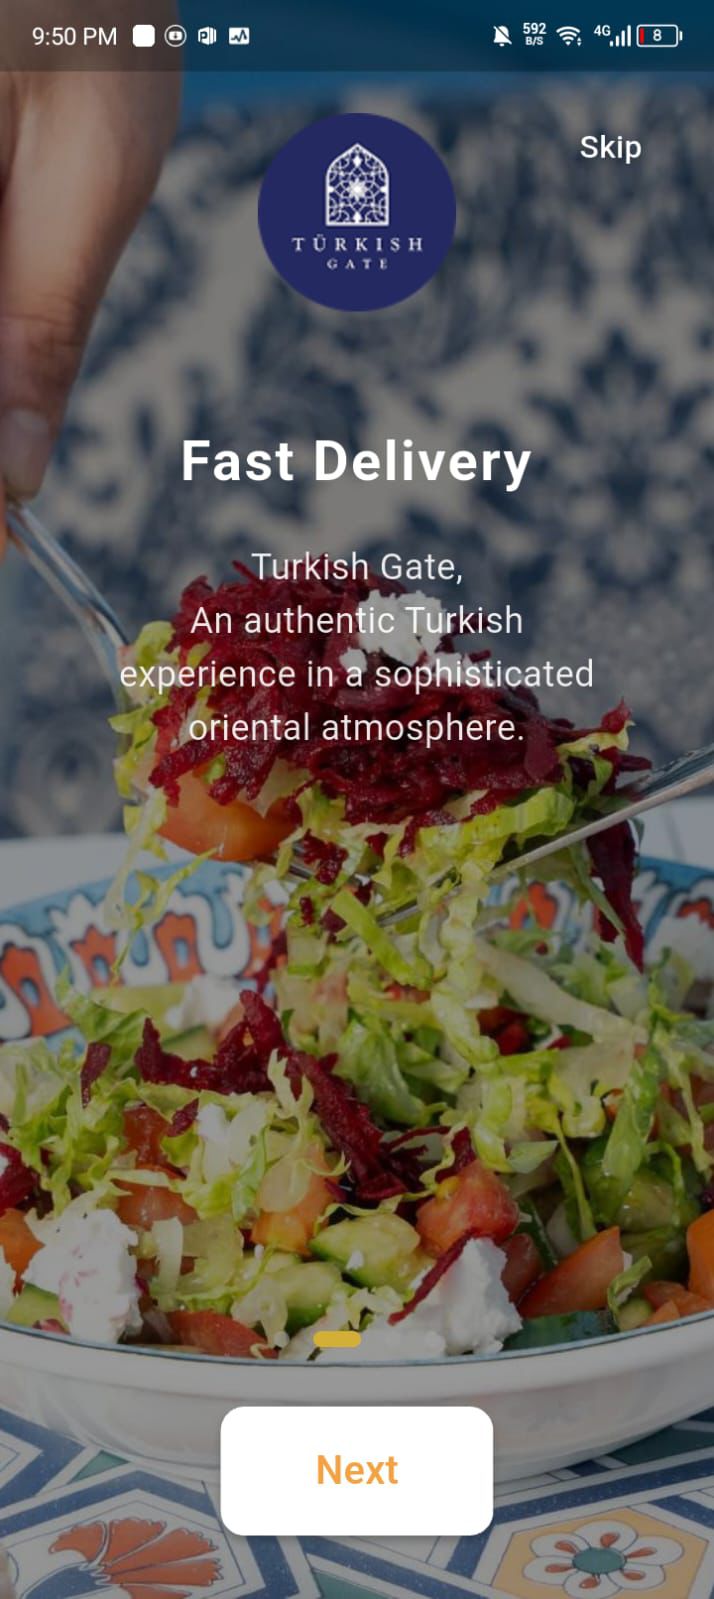 9:50 PM
592
B/S
4G
8
Skip
TÜRKISH
GATE
Fast Delivery
Turkish Gate,
An authentic Turkish
experience in a sophisticated
oriental atmosphere.
Next